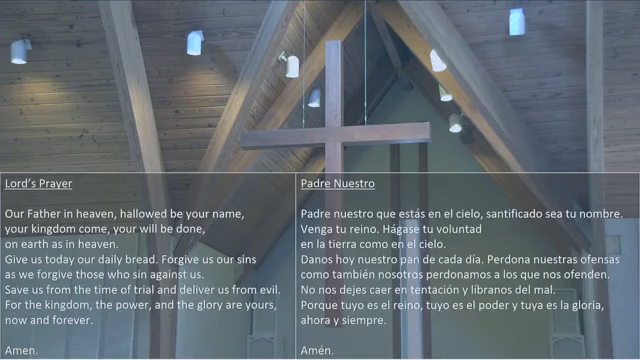 Lord's Prayer
Our Father in heaven, hallowed be your name,
your kingdom come, your will be done,
on earth as in heaven.
Give us today our daily bread. Forgive us our sins
as we forgive those who sin against us.
Save us from the time of trial and deliver us from evil.
For the kingdom, the power, and the glory are yours,
now and forever.
Amen.
Padre Nuestro
Padre nuestro que estás en el cielo, santificado sea tu nombre.
Venga tu reino. Hágase tu voluntad
en la tierra como en el cielo.
Danos hoy nuestro pan de cada día. Perdona nuestras ofensas
como también nosotros perdonamos a los que nos ofenden.
No nos dejes caer en tentación y líbranos del mal.
Porque tuyo es el reino, tuyo es el poder y tuya es la gloria,
ahora y siempre.
Amén.